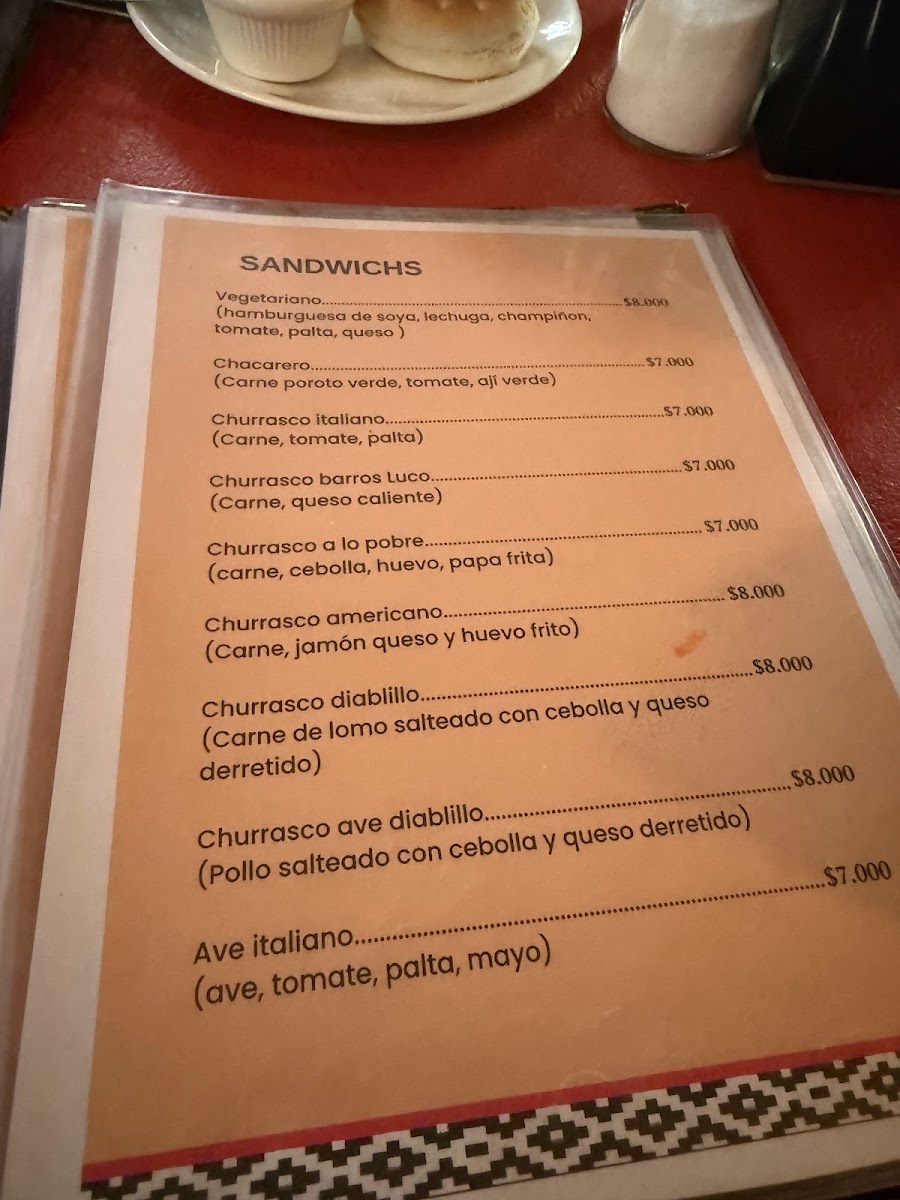 SANDWICHS
Vegetariano.......................................................................$8.000
(hamburguesa de soya, lechuga, champiñon,
tomate, palta, queso )
Chacarero.......................................................................$7.000
(Carne poroto verde, tomate, ají verde)
Churrasco italiano.............................................................$7.000
(Carne, tomate, palta)
Churrasco barros Luco......................................................$7.000
(Carne, queso caliente)
Churrasco a lo pobre.........................................................$7.000
(carne, cebolla, huevo, papa frita)
Churrasco americano.......................................................$8.000
(Carne, jamón queso y huevo frito)
Churrasco diablillo.............................................................$8.000
(Carne de lomo salteado con cebolla y queso
derretido)
Churrasco ave diablillo......................................................$8.000
(Pollo salteado con cebolla y queso derretido)
Ave italiano.......................................................................$7.000
(ave, tomate, palta, mayo)